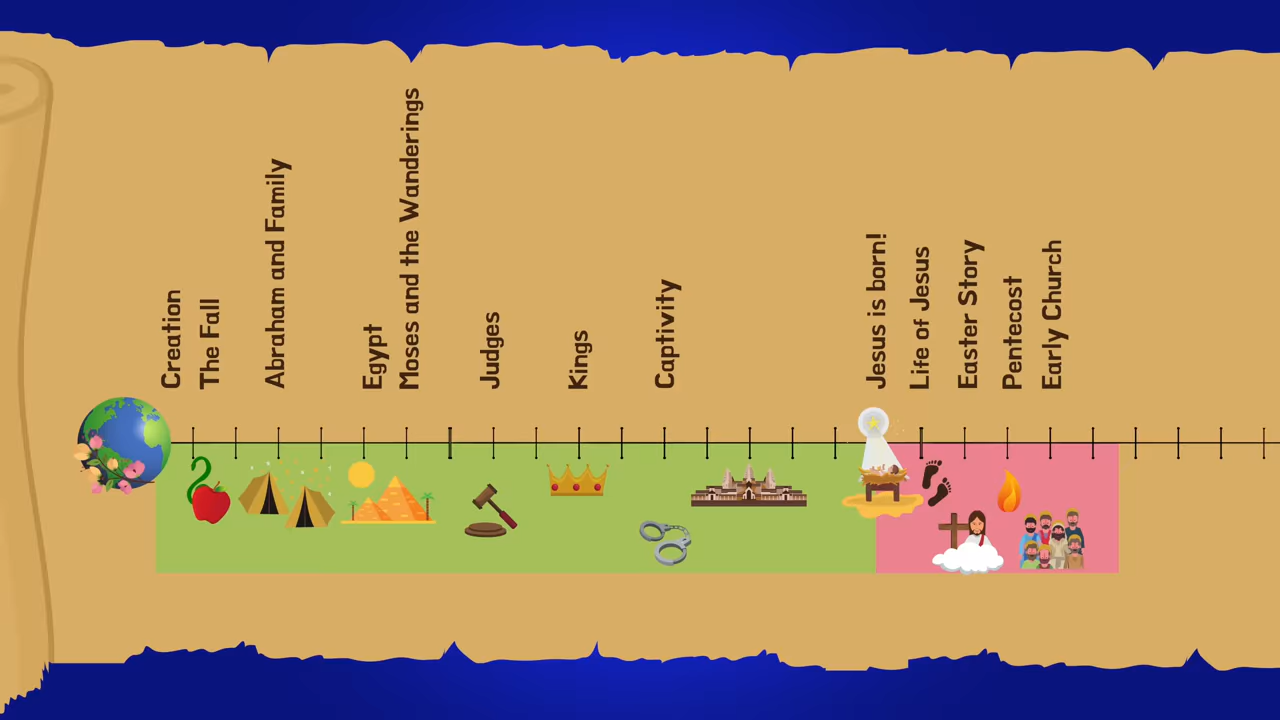 Creation
The Fall
Abraham and Family
Egypt
Moses and the Wanderings
Judges
Kings
Captivity
Jesus is born!
Life of Jesus
Easter Story
Pentecost
Early Church